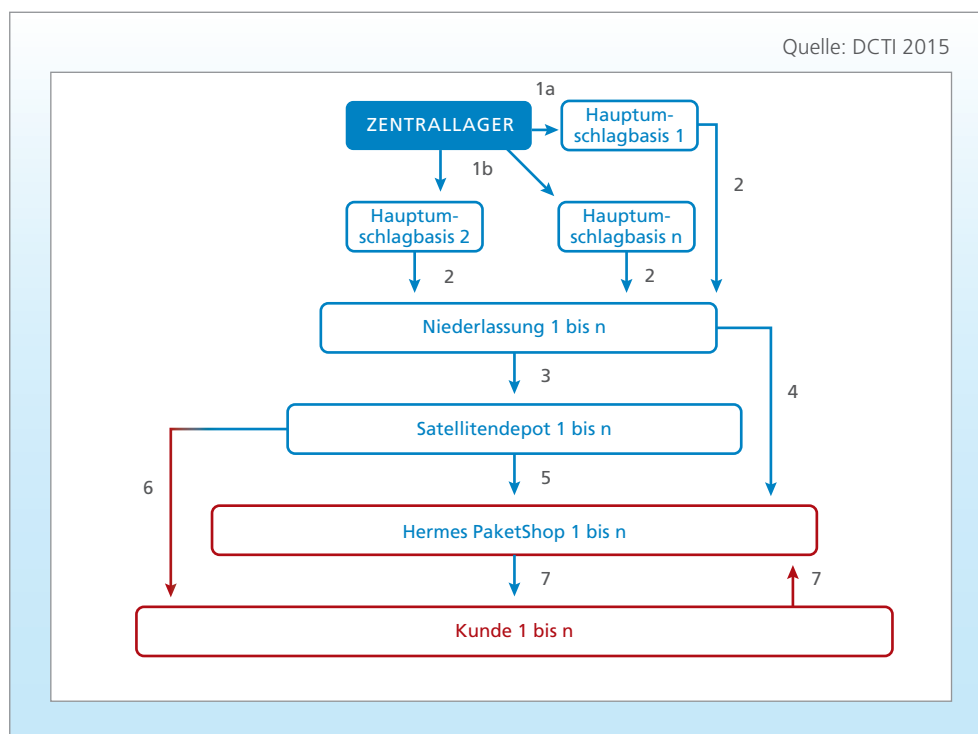 Quelle: DCTI 2015
1a
ZENTRALLAGER
Hauptum-
schlagbasis 1
1b
2
Hauptum-
schlagbasis 2
Hauptum-
schlagbasis n
2
2
Niederlassung 1 bis n
3
4
Satellitendepot 1 bis n
6
5
Hermes PaketShop 1 bis n
7
7
Kunde 1 bis n